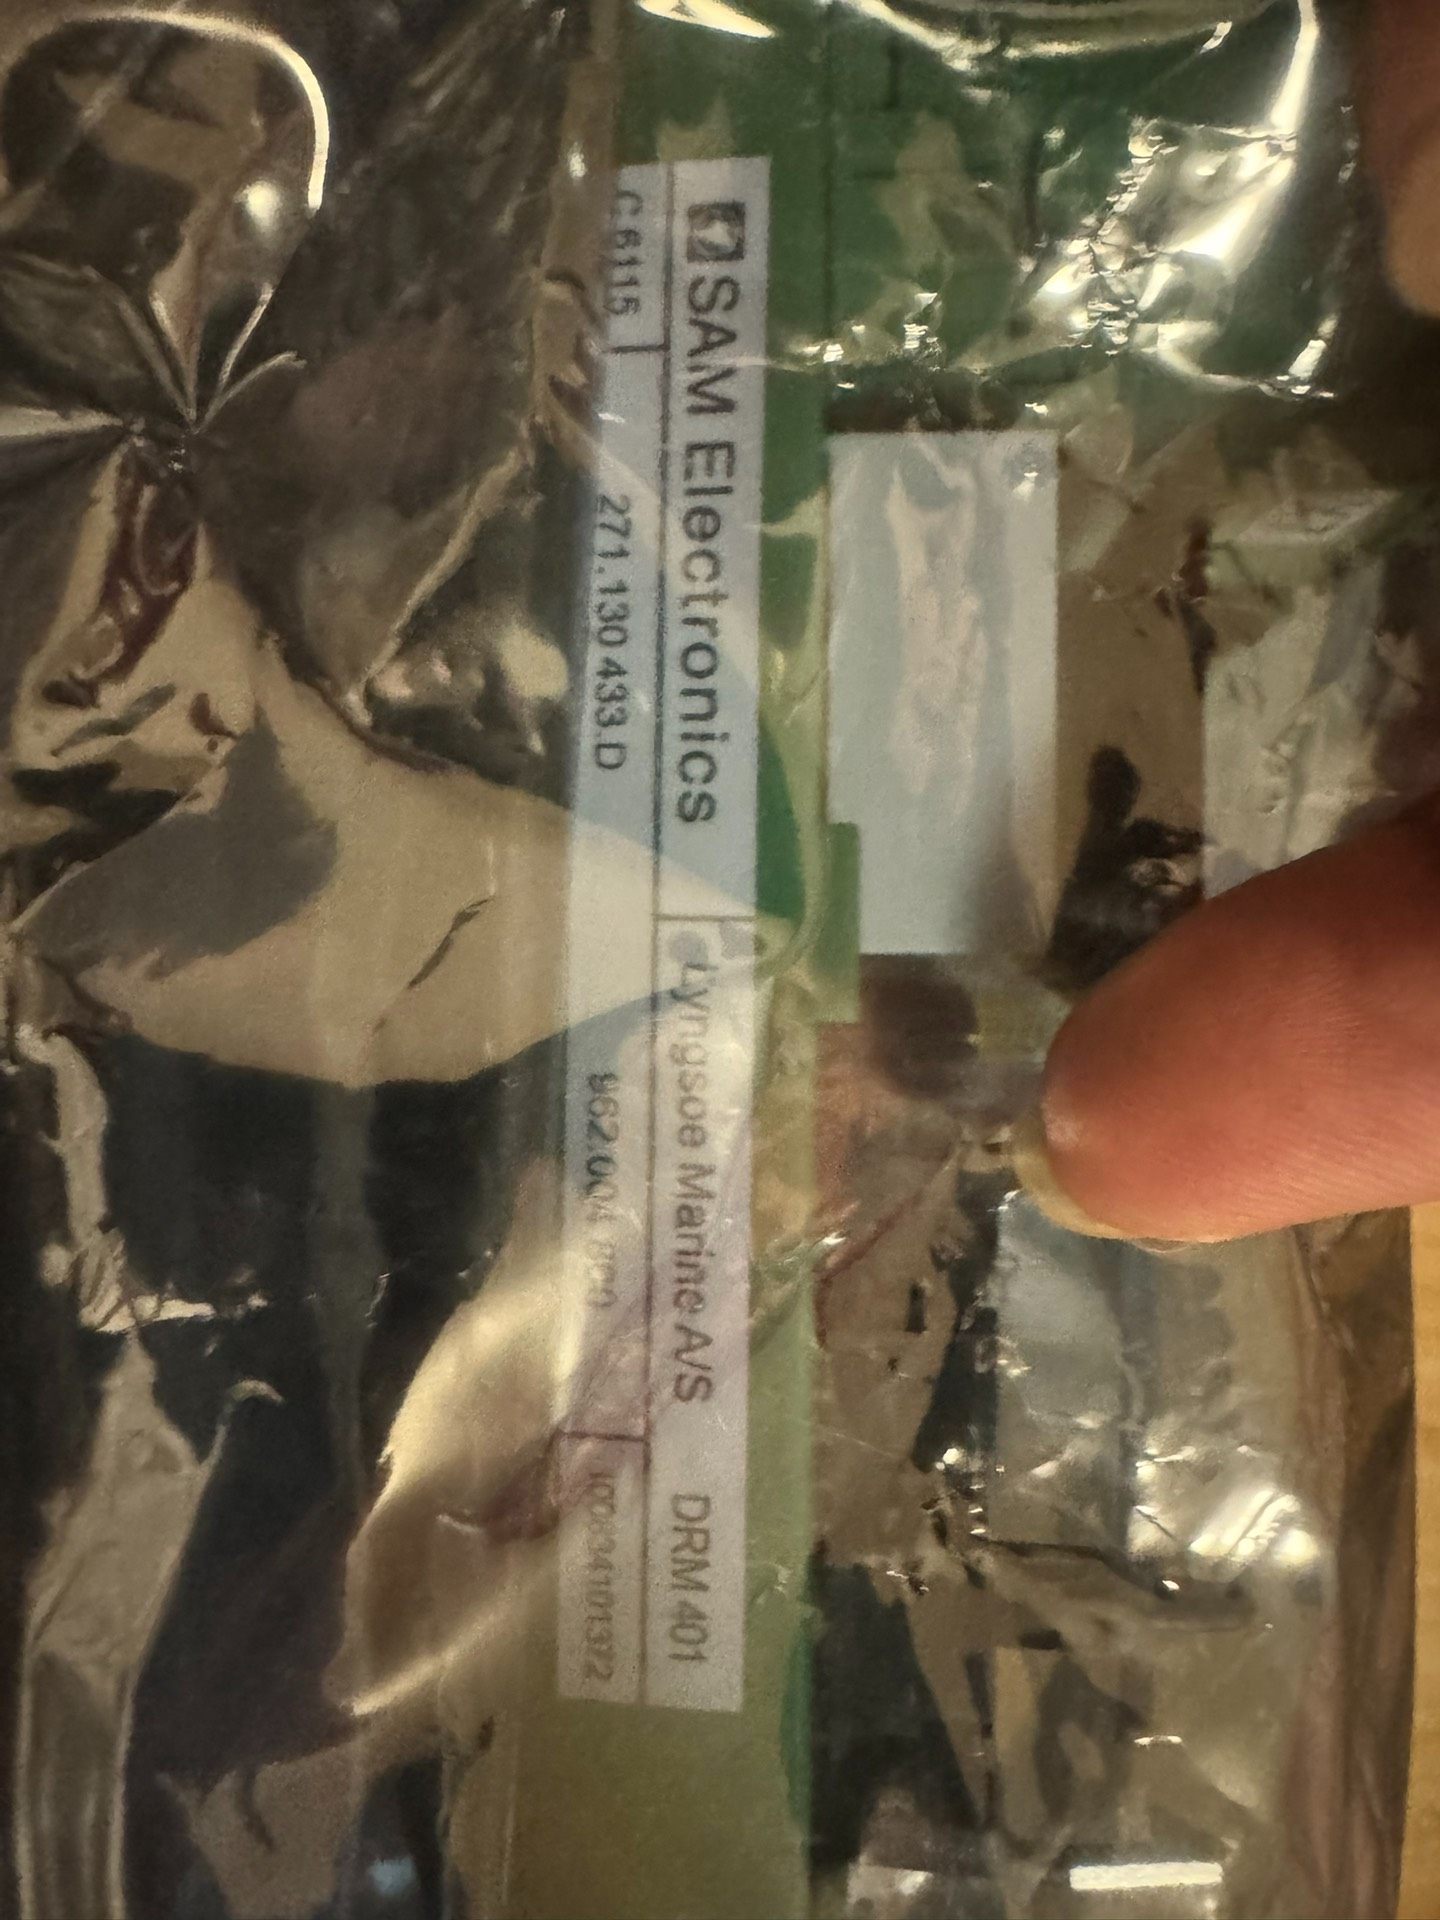 SAM Electronics Lyngsoe Marine A/S DRM 401
C.6115 271.130 433.D